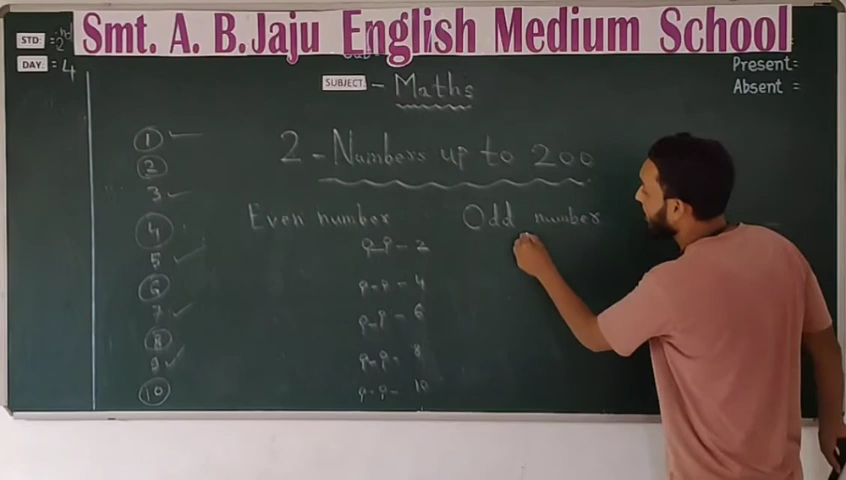 Smt. A. B. Jaju English Medium School
STD: = 2nd
DAY: = 4
Present=
Absent =
SUBJECT: - Maths
2 - Numbers up to 200
Even number
Odd number
1
2
3
4
5
6
7
8
9
10
2
4
6
8
10